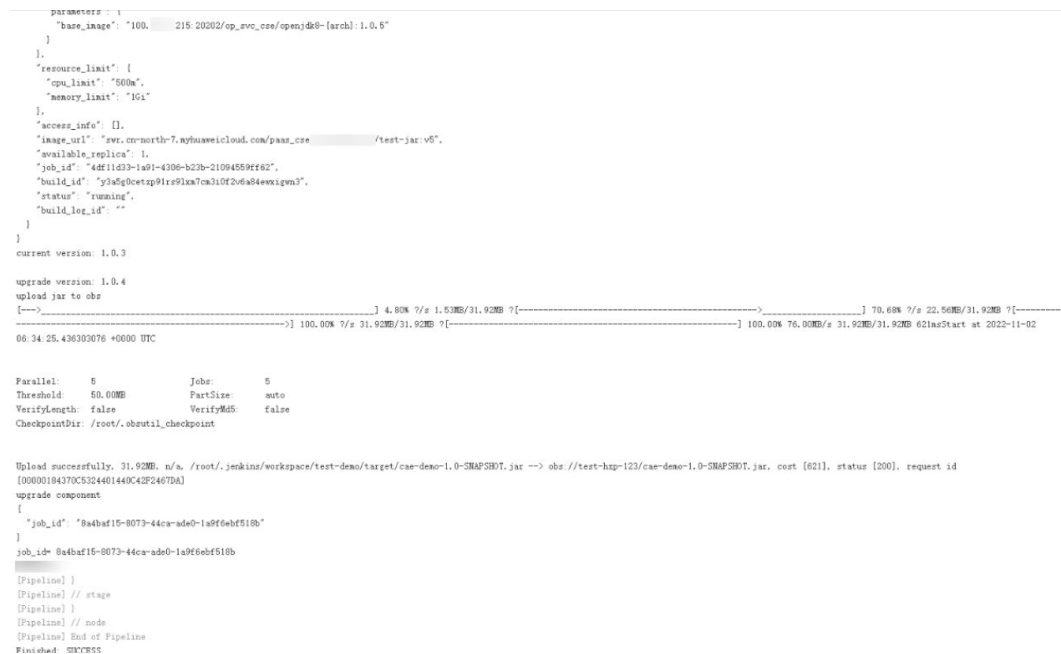 parameters : {
"base_image": "100. 215:20202/op_svc_cse/openjdk8-{arch}:1.0.5"
}
},
"resource_limit": {
"cpu_limit": "500m",
"memory_limit": "1Gi"
},
"access_info": [],
"image_url": "swr.cn-north-7.myhuaweicloud.com/paas_cse /test-jar:v5",
"available_replica": 1,
"job_id": "4df11d33-1a91-4306-b23b-21094559ff62",
"build_id": "y3a5g0cetxp91rs9lxm7cm3i0f2v6a84ewxigwn3",
"status": "running",
"build_log_id": ""
}
}
current version: 1.0.3
upgrade version: 1.0.4
upload jar to obs
[--->______________________________________________________________] 4.80% ?/s 1.53MB/31.92MB ?[--------------------------------------------->___________________] 70.68% ?/s 22.56MB/31.92MB ?[---------
---------------------------------------------------->] 100.00% ?/s 31.92MB/31.92MB ?[-------------------------------------------------------] 100.00% 76.00MB/s 31.92MB/31.92MB 621msStart at 2022-11-02
06:34:25.436303076 +0000 UTC
Parallel: 5 Jobs: 5
Threshold: 50.00MB PartSize: auto
VerifyLength: false VerifyMd5: false
CheckpointDir: /root/.obsutil_checkpoint
Upload successfully, 31.92MB, n/a, /root/.jenkins/workspace/test-demo/target/cae-demo-1.0-SNAPSHOT.jar --> obs://test-hxp-123/cae-demo-1.0-SNAPSHOT.jar, cost [621], status [200], request id
[00000184370C5324401440C42F2467DA]
upgrade component
{
"job_id": "8a4baf15-8073-44ca-ade0-1a9f6ebf518b"
}
job_id= 8a4baf15-8073-44ca-ade0-1a9f6ebf518b
[Pipeline] }
[Pipeline] // stage
[Pipeline] }
[Pipeline] // node
[Pipeline] End of Pipeline
Finished: SUCCESS